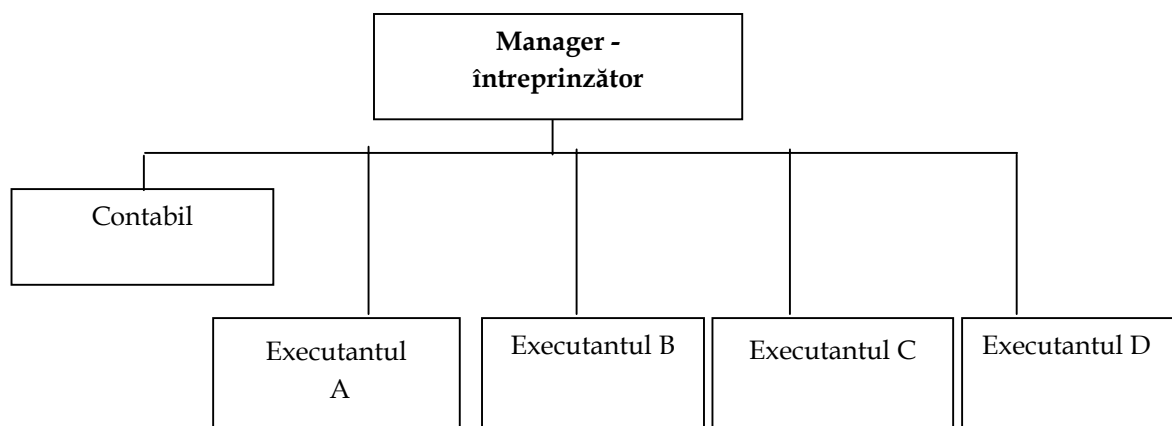 Manager -
întreprinzător
Contabil
Executantul
A
Executantul B
Executantul C
Executantul D